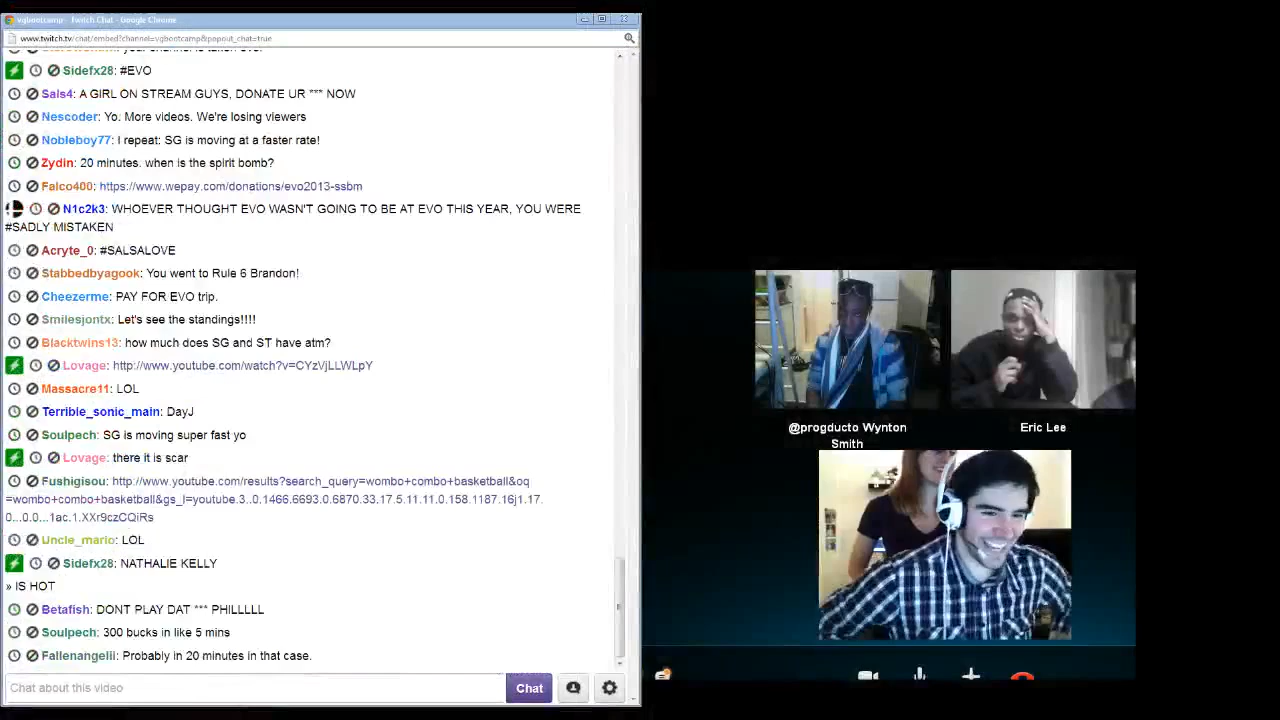 vgbootcamp - Twitch Chat - Google Chrome
www.twitch.tv/chat/embed?channel=vgbootcamp&popout_chat=true
Sidefx28: #EVO
Sals4: A GIRL ON STREAM GUYS, DONATE UR *** NOW
Nescoder: Yo. More videos. We're losing viewers
Nobleboy77: I repeat: SG is moving at a faster rate!
Zydin: 20 minutes. when is the spirit bomb?
Falco400: https://www.wepay.com/donations/evo2013-ssbm
N1c2k3: WHOEVER THOUGHT EVO WASN'T GOING TO BE AT EVO THIS YEAR, YOU WERE
#SADLY MISTAKEN
Acryte_0: #SALSALOVE
Stabbedbyagook: You went to Rule 6 Brandon!
Cheezerme: PAY FOR EVO trip.
Smilesjontx: Let's see the standings!!!!
Blacktwins13: how much does SG and ST have atm?
Lovage: http://www.youtube.com/watch?v=CYzVjLLWLpY
Massacre11: LOL
Terrible_sonic_main: DayJ
Soulpech: SG is moving super fast yo
Lovage: there it is scar
Fushigisou: http://www.youtube.com/results?search_query=wombo+combo+basketball&oq
=wombo+combo+basketball&gs_l=youtube.3..0.1466.6693.0.6870.33.17.5.11.11.0.158.1187.16j1.17.
0...0.0...1ac.1.XXr9czCQiRs
Uncle_mario: LOL
Sidefx28: NATHALIE KELLY
» IS HOT
Betafish: DONT PLAY DAT *** PHILLLLL
Soulpech: 300 bucks in like 5 mins
Fallenangelii: Probably in 20 minutes in that case.
Chat about this video
Chat
@progducto Wynton
Smith
Eric Lee